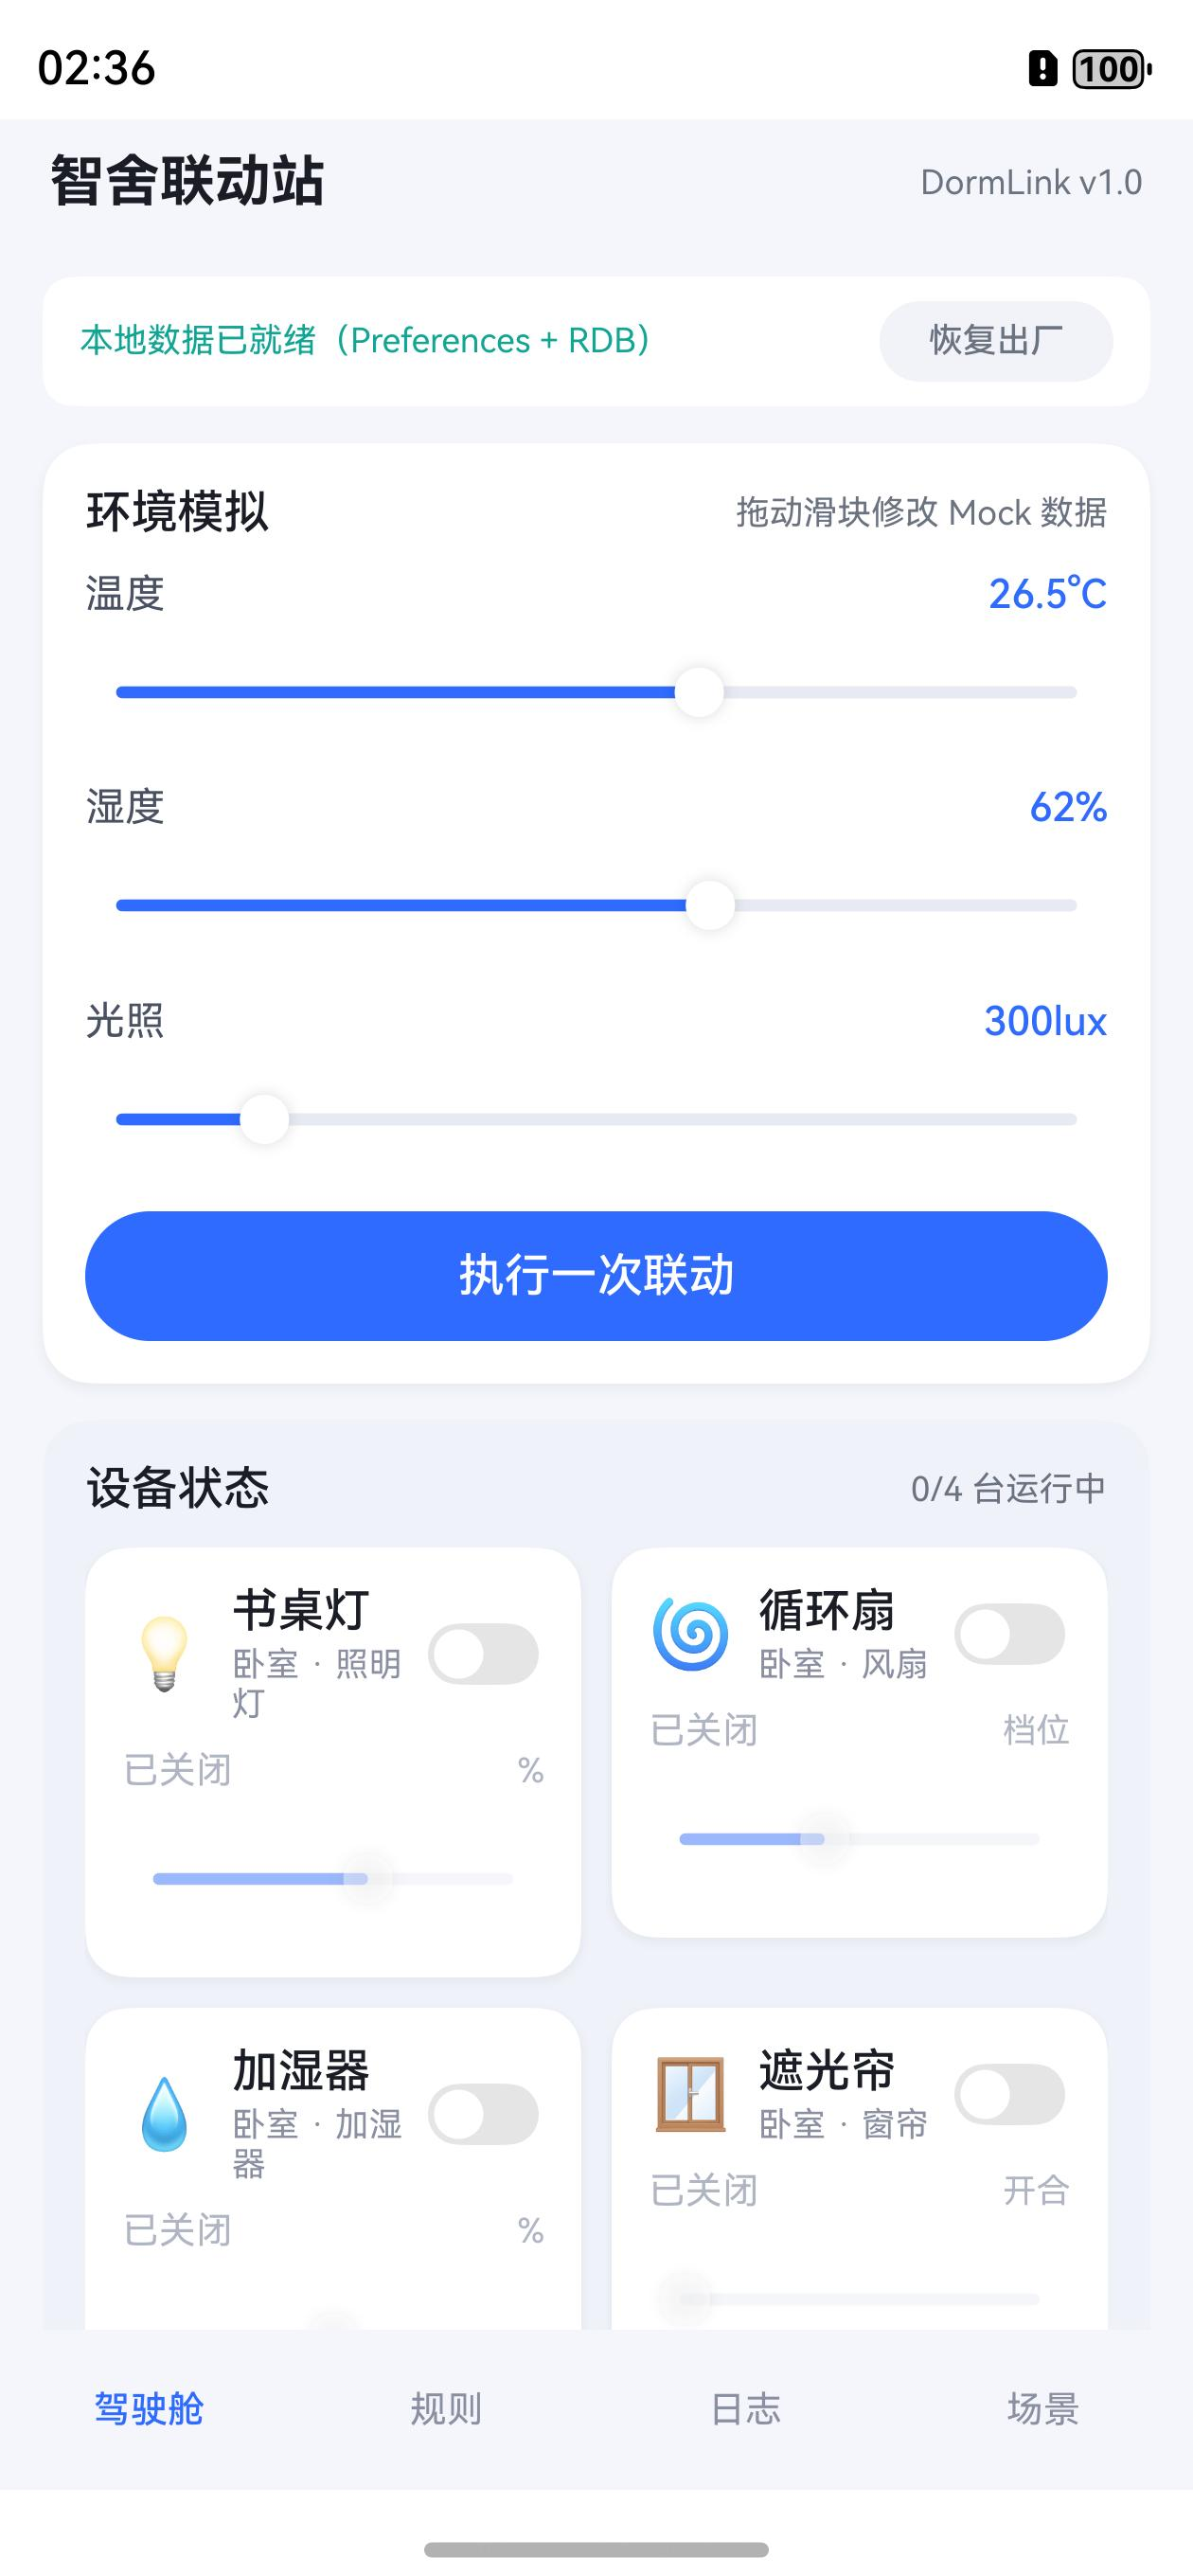 02:36
100
智舍联动站
DormLink v1.0
本地数据已就绪（Preferences + RDB）
恢复出厂
环境模拟
拖动滑块修改 Mock 数据
温度
26.5°C
湿度
62%
光照
300lux
执行一次联动
设备状态
0/4 台运行中
书桌灯
卧室 · 照明
灯
已关闭
%
循环扇
卧室 · 风扇
已关闭
档位
加湿器
卧室 · 加湿
器
已关闭
%
遮光帘
卧室 · 窗帘
已关闭
开合
驾驶舱
规则
日志
场景